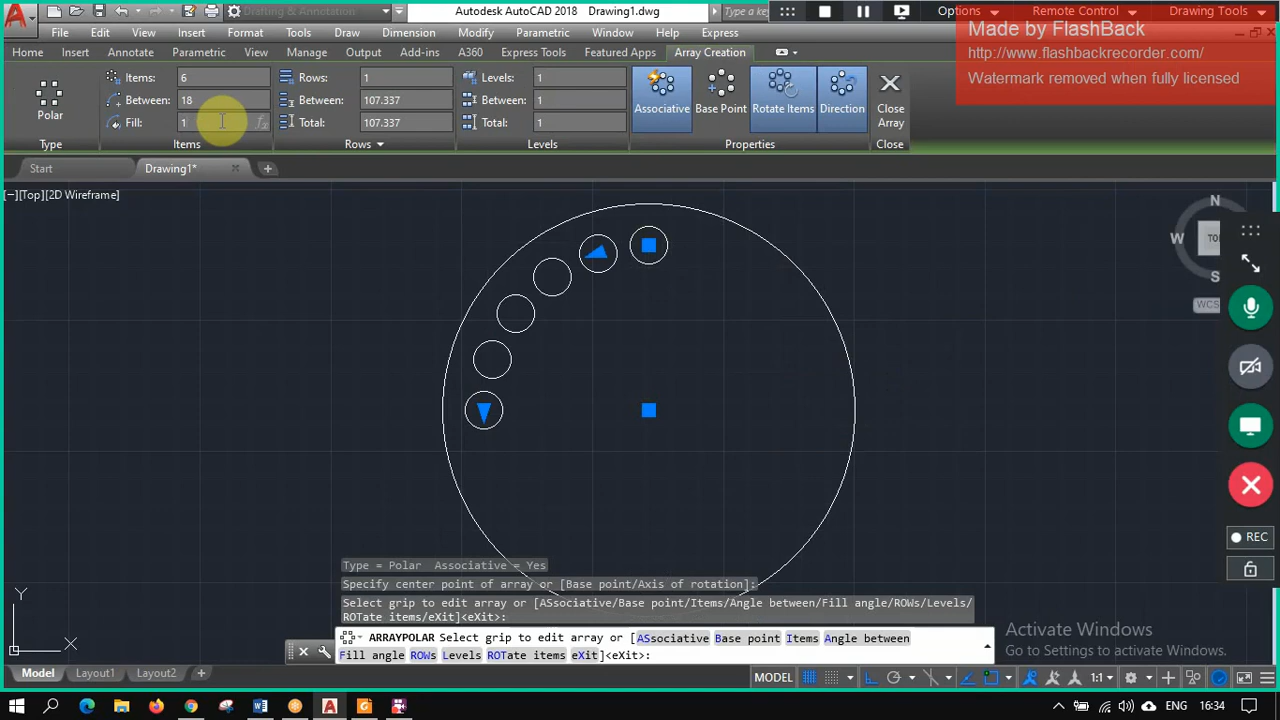 Drafting & Annotation
Autodesk AutoCAD 2018 Drawing1.dwg
Type a key
Options
Remote Control
Drawing Tools
Made by FlashBack
http://www.flashbackrecorder.com/
Watermark removed when fully licensed
File Edit View Insert Format Tools Draw Dimension Modify Parametric Window Help Express
Home Insert Annotate Parametric View Manage Output Add-ins A360 Express Tools Featured Apps Array Creation
Items: 6 Rows: 1 Levels: 1
Between: 18 Between: 107.337 Between: 1
Fill: 1 Total: 107.337 Total: 1
Polar
Associative Base Point Rotate Items Direction Close Array
Type Items Rows Levels Properties Close
Start Drawing1* +
[−][Top][2D Wireframe]
N
W
TOP
S
WCS
REC
Y
X
Type = Polar Associative = Yes
Specify center point of array or [Base point/Axis of rotation]:
Select grip to edit array or [ASsociative/Base point/Items/Angle between/Fill angle/ROWs/Levels/
ROTate items/eXit]<eXit>:
ARRAYPOLAR Select grip to edit array or [ASsociative Base point Items Angle between
Fill angle ROWs Levels ROTate items eXit]<eXit>:
Activate Windows
Go to Settings to activate Windows.
Model Layout1 Layout2 +
MODEL
1:1
ENG 16:34